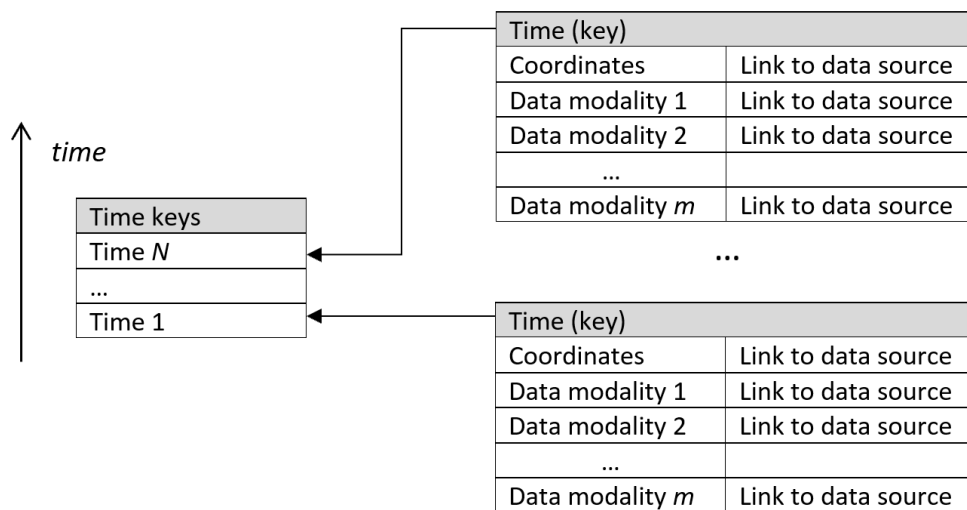 time
Time keys
Time N
...
Time 1
Time (key)
Coordinates Link to data source
Data modality 1 Link to data source
Data modality 2 Link to data source
...
Data modality m Link to data source
...
Time (key)
Coordinates Link to data source
Data modality 1 Link to data source
Data modality 2 Link to data source
...
Data modality m Link to data source